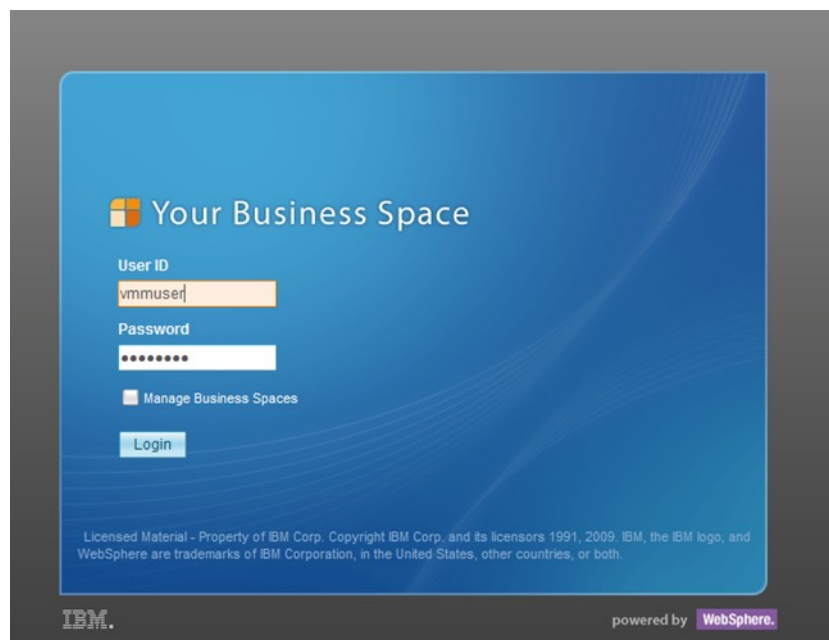 Your Business Space
User ID
vmmuser
Password
••••••••
Manage Business Spaces
Login
Licensed Material - Property of IBM Corp. Copyright IBM Corp. and its licensors 1991, 2009. IBM, the IBM logo, and
WebSphere are trademarks of IBM Corporation, in the United States, other countries, or both.
IBM.
powered by WebSphere.